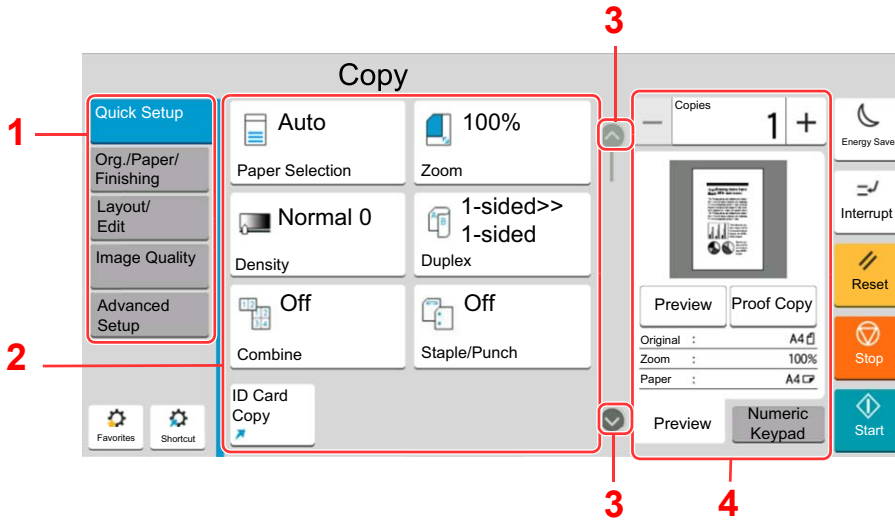 3
Copy
1
Quick Setup
Org./Paper/
Finishing
Layout/
Edit
Image Quality
Advanced
Setup
Favorites
Shortcut
2
Auto
Paper Selection
100%
Zoom
Normal 0
Density
1-sided>>
1-sided
Duplex
Off
Combine
Off
Staple/Punch
ID Card
Copy
Copies
1
Preview
Proof Copy
Original : A4
Zoom : 100%
Paper : A4
Preview
Numeric
Keypad
Energy Save
Interrupt
Reset
Stop
Start
3
4